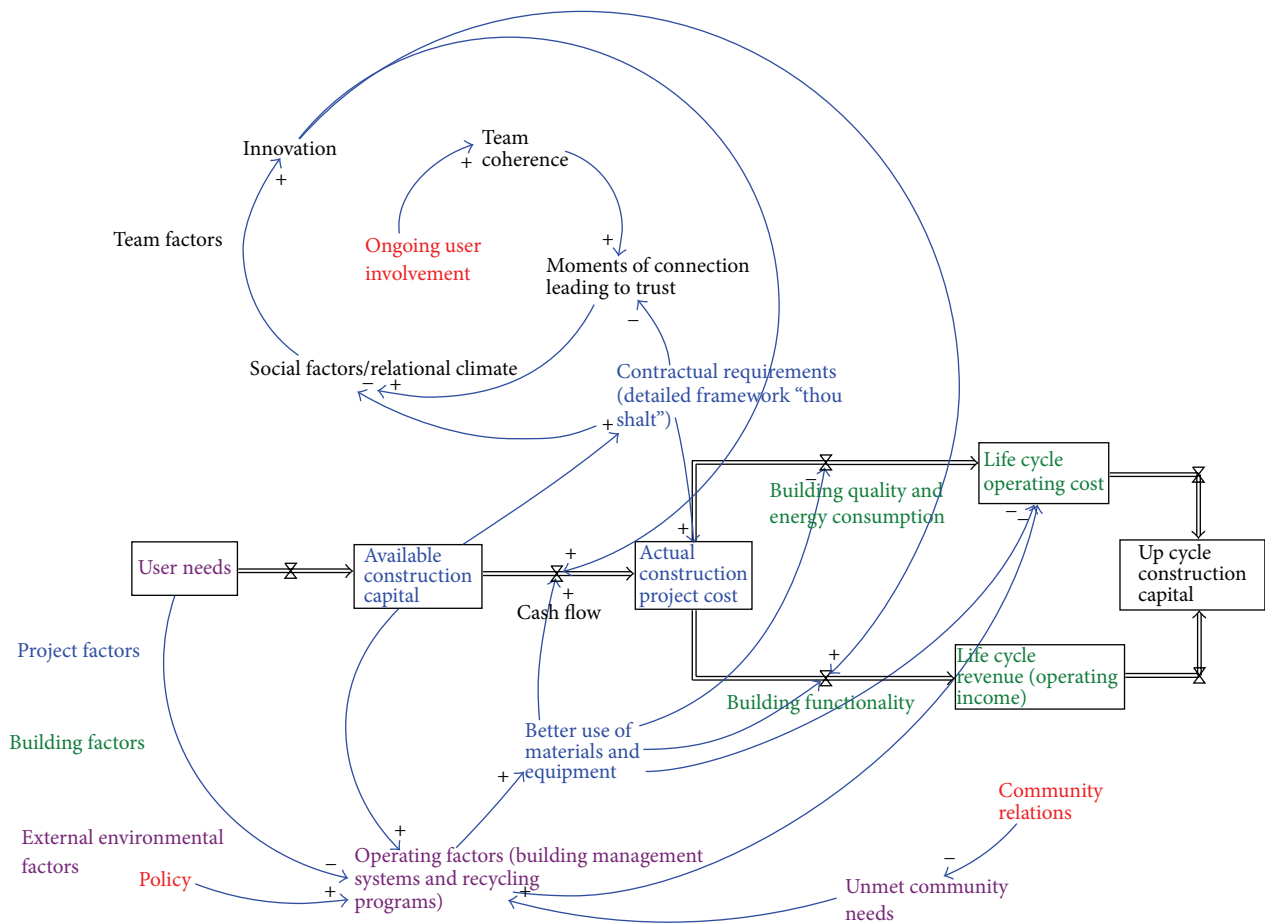 Innovation
+
Team
coherence
+
Team factors
Ongoing user
involvement
+
Moments of connection
leading to trust
−
Social factors/relational climate
−
+
Contractual requirements
(detailed framework “thou
shalt”)
+
Life cycle
operating cost
−
−
Building quality and
energy consumption
−
+
User needs
Available
construction
capital
+
+
Cash flow
Actual
construction
project cost
Up cycle
construction
capital
Project factors
+
Life cycle
revenue (operating
income)
Building functionality
Building factors
Better use of
materials and
equipment
+
Community
relations
−
External environmental
factors
Policy
+
−
+
Operating factors (building management
systems and recycling
programs)
+
Unmet community
needs